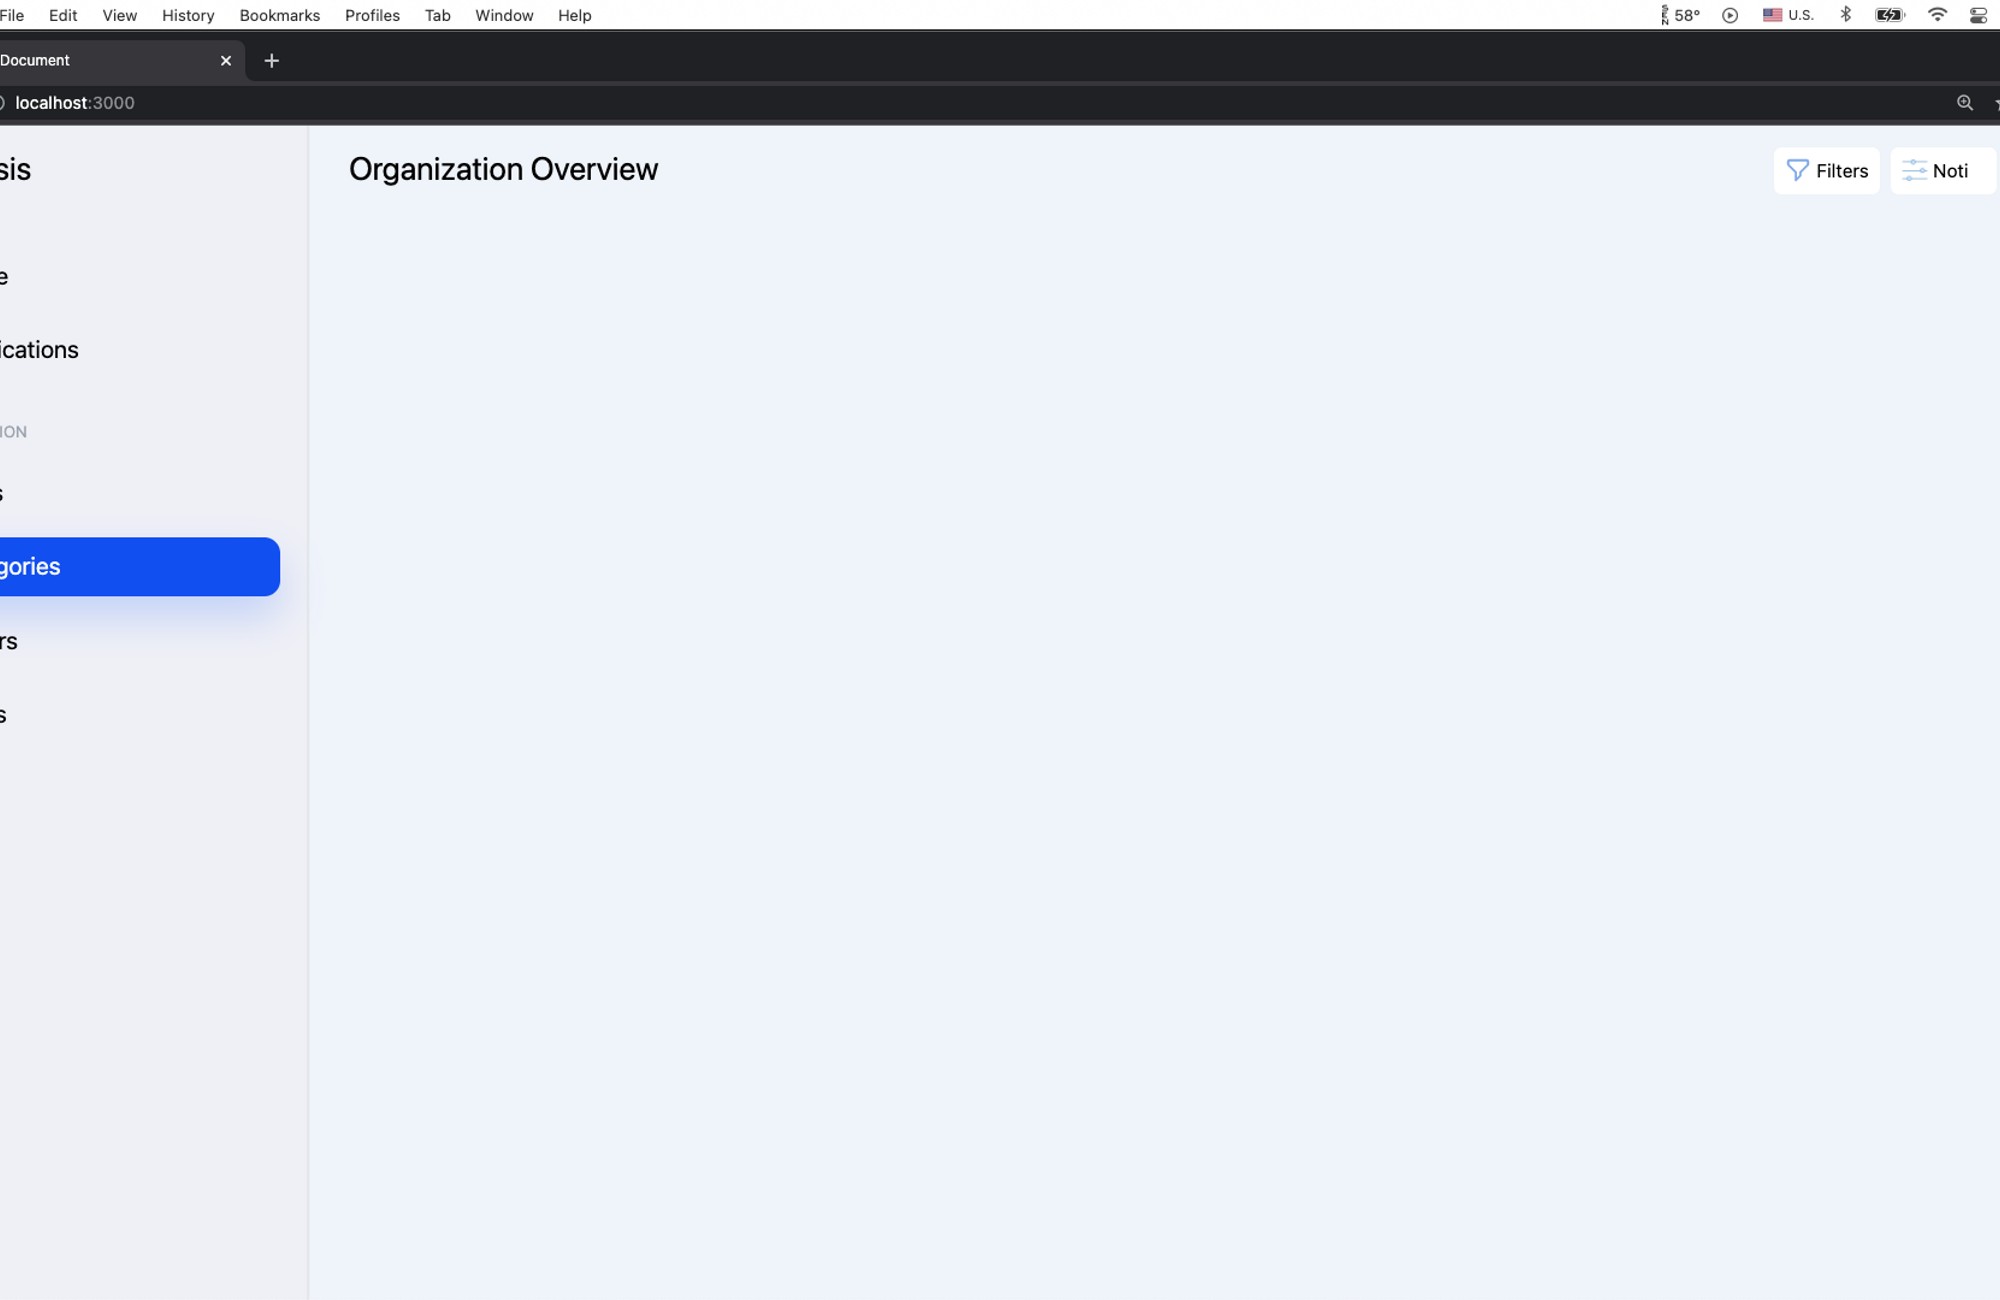 File Edit View History Bookmarks Profiles Tab Window Help SEN 58° U.S.
Document
localhost:3000
sis
Organization Overview
Filters
Noti
e
ications
ION
s
gories
rs
s